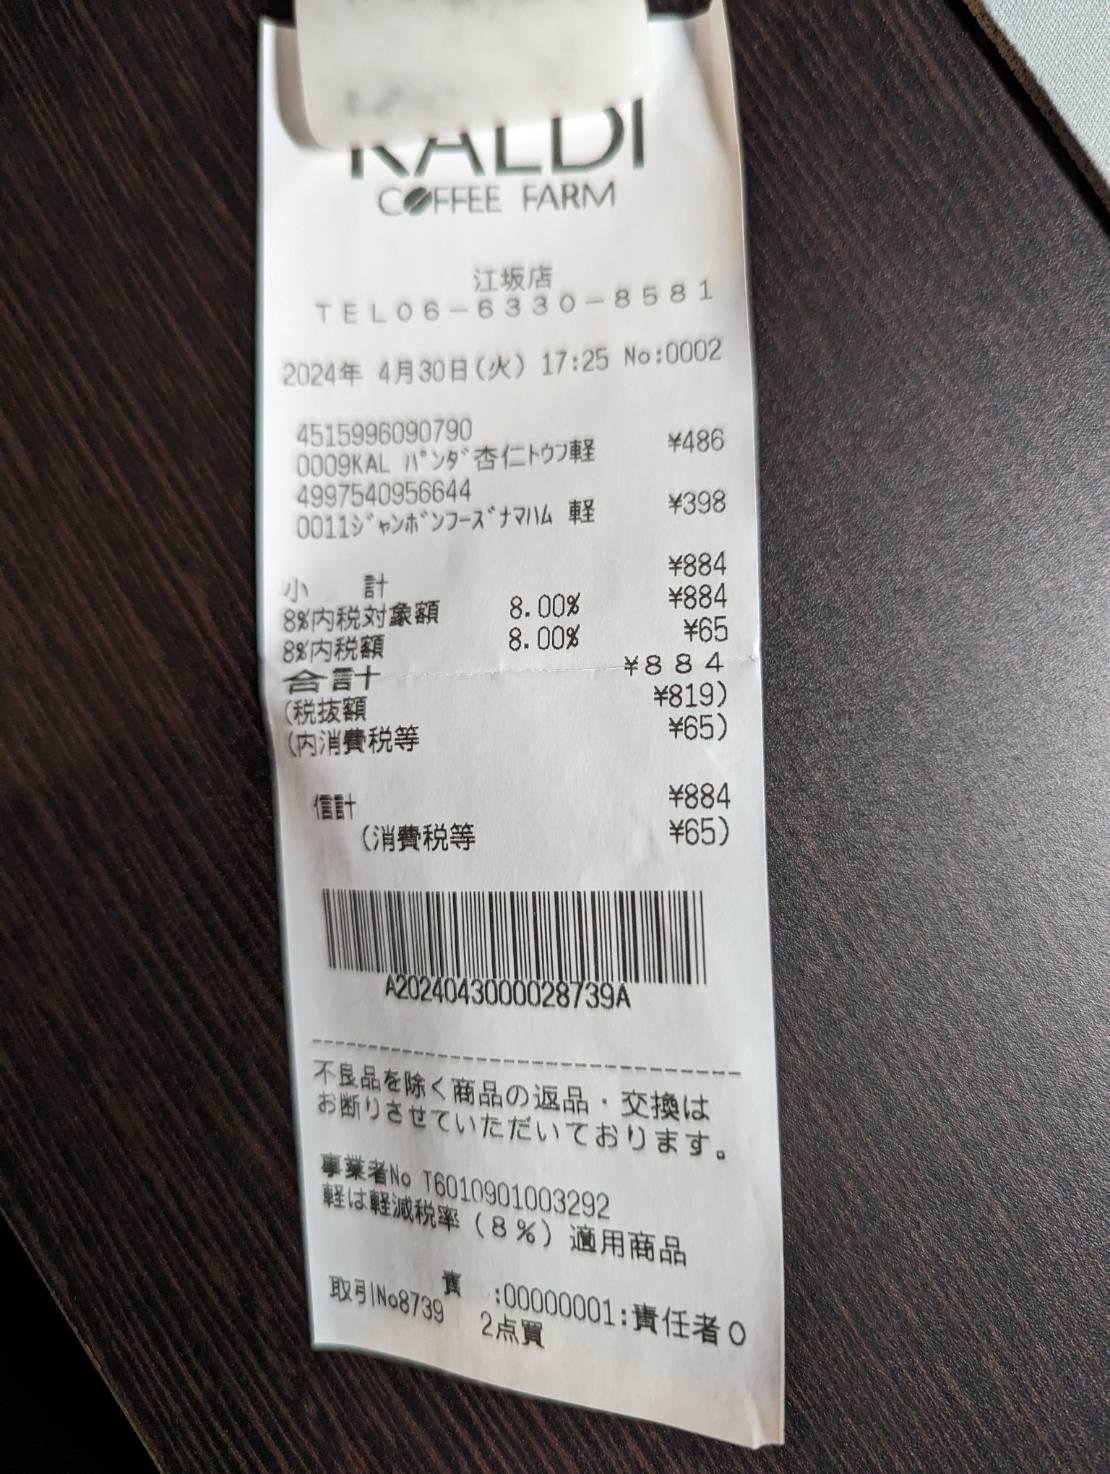 KALDI
COFFEE FARM
江坂店
TEL06-6330-8581
2024年 4月30日(火) 17:25 No:0002
4515996090790
0009KAL パンダ杏仁トウフ軽 ¥486
4997540956644
0011ジャンボンフーズナマハム 軽 ¥398
小 計 ¥884
8%内税対象額 8.00% ¥884
8%内税額 8.00% ¥65
合計 ¥884
(税抜額 ¥819)
(内消費税等 ¥65)
信計 ¥884
(消費税等 ¥65)
A2024043000028739A
不良品を除く商品の返品・交換は
お断りさせていただいております。
事業者No T6010901003292
軽は軽減税率(8%)適用商品
責 :00000001:責任者0
取引No8739 2点買